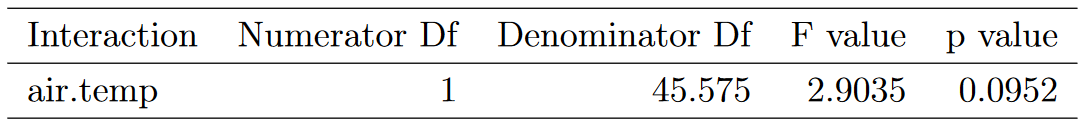 Interaction Numerator Df Denominator Df F value p value
air.temp 1 45.575 2.9035 0.0952